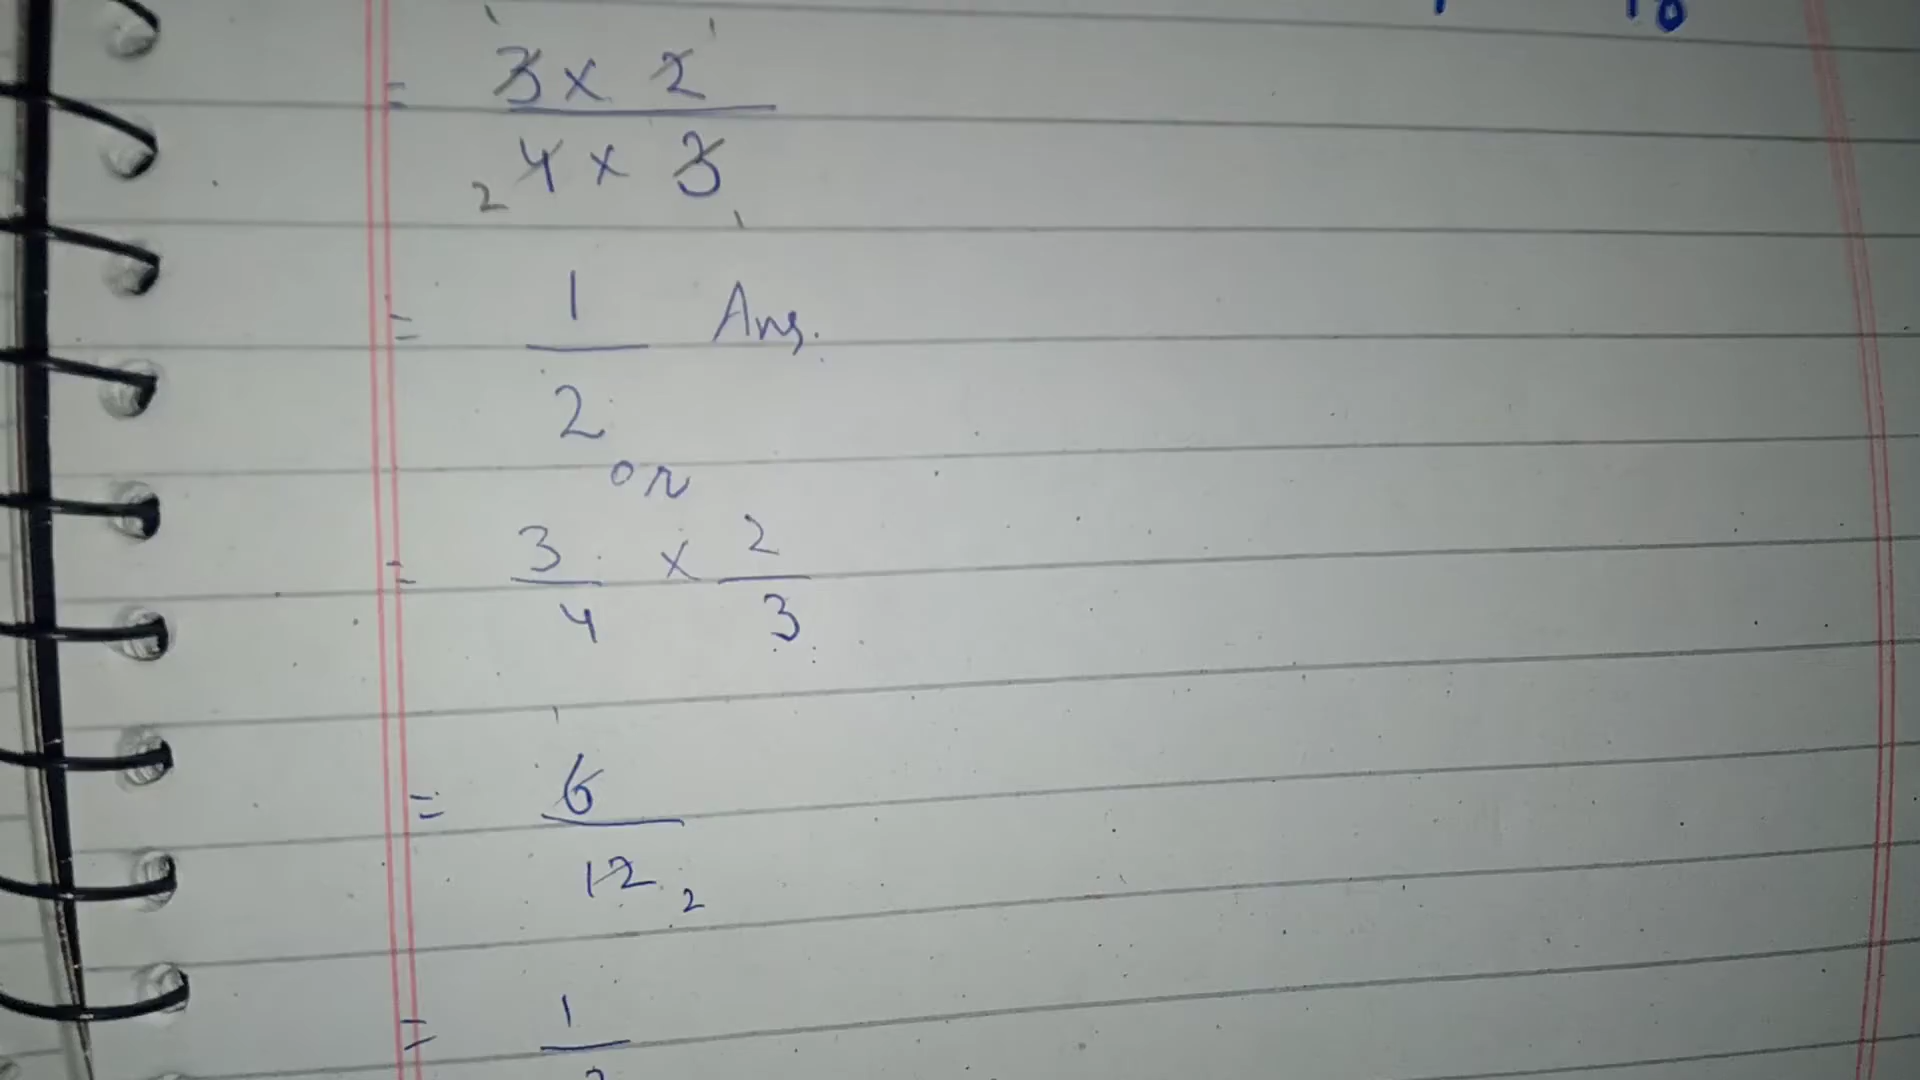 = 3 x 2
4 x 3
2
= 1 Ans.
2
or
= 3 x 2
4 3
= 6
12 2
= 1